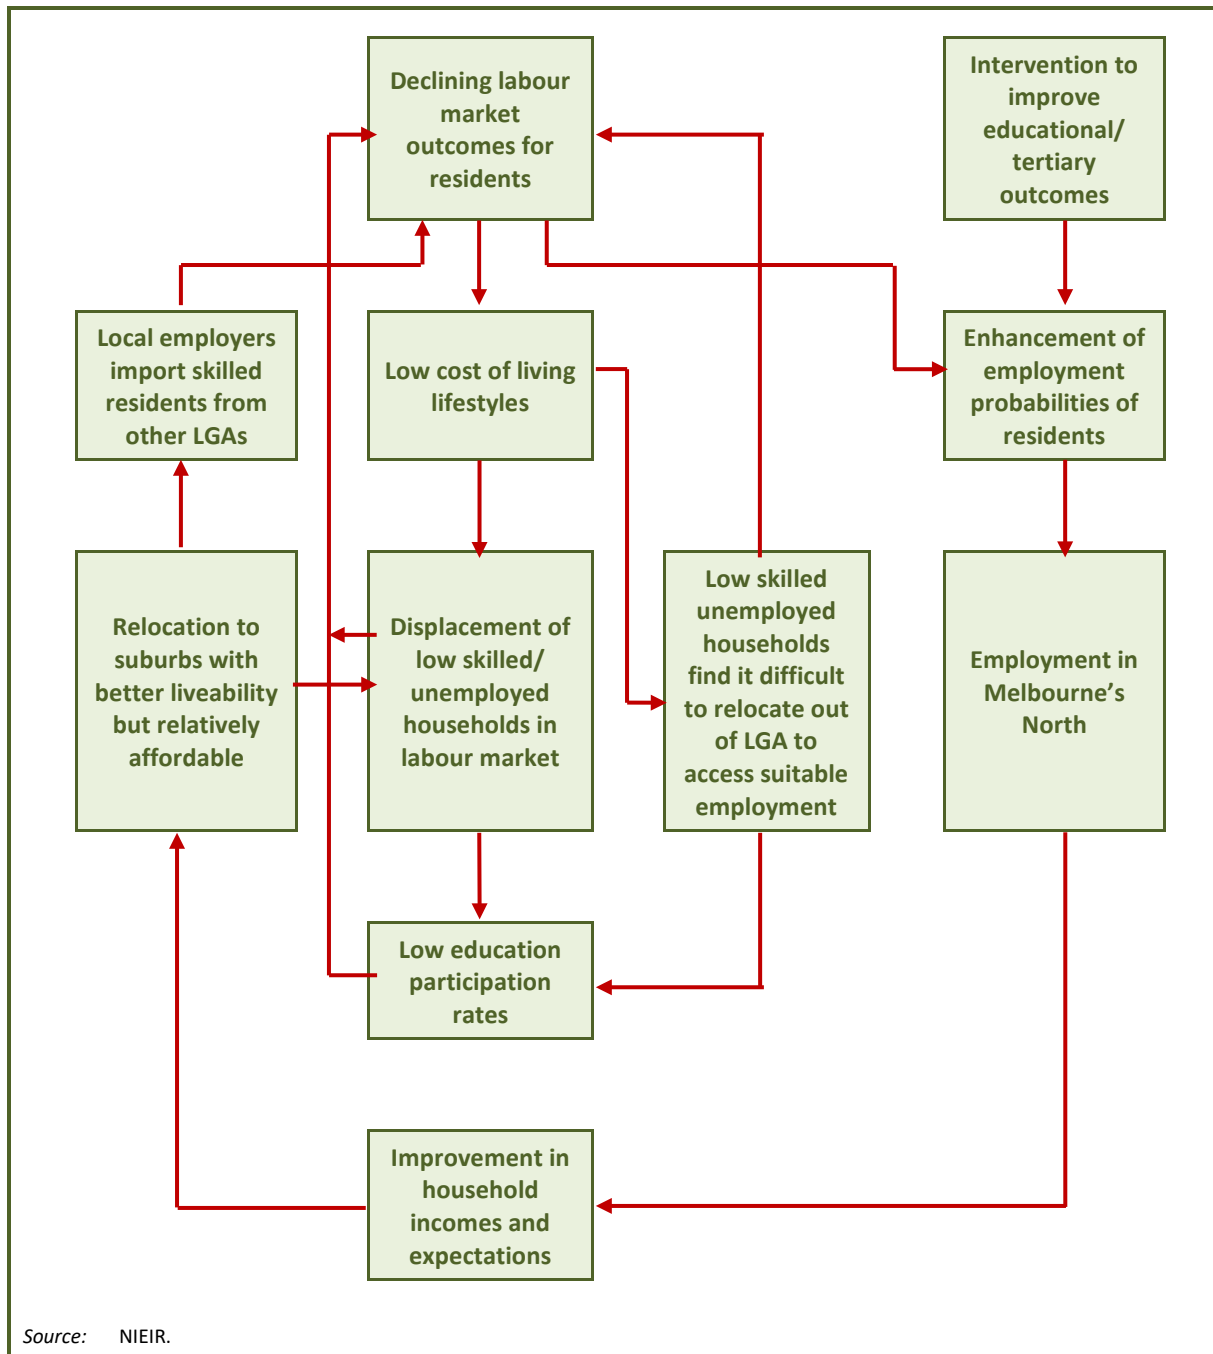 Declining labour
market
outcomes for
residents
Intervention to
improve
educational/
tertiary
outcomes
Local employers
import skilled
residents from
other LGAs
Low cost of living
lifestyles
Enhancement of
employment
probabilities of
residents
Relocation to
suburbs with
better liveability
but relatively
affordable
Displacement of
low skilled/
unemployed
households in
labour market
Low skilled
unemployed
households
find it difficult
to relocate out
of LGA to
access suitable
employment
Employment in
Melbourne’s
North
Low education
participation
rates
Improvement in
household
incomes and
expectations
Source: NIEIR.